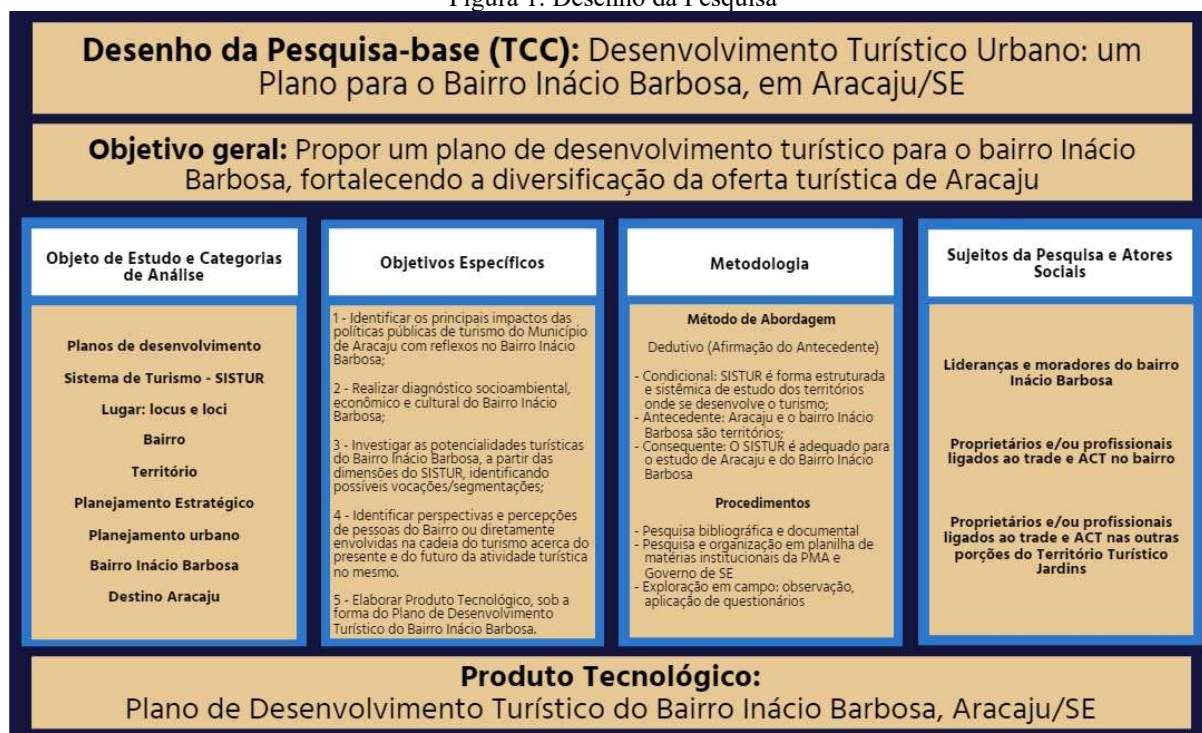 Figura 1: Desenho da Pesquisa
Desenho da Pesquisa-base (TCC): Desenvolvimento Turístico Urbano: um
Plano para o Bairro Inácio Barbosa, em Aracaju/SE
Objetivo geral: Propor um plano de desenvolvimento turístico para o bairro Inácio
Barbosa, fortalecendo a diversificação da oferta turística de Aracaju
Objeto de Estudo e Categorias
de Análise
Planos de desenvolvimento
Sistema de Turismo - SISTUR
Lugar: locus e loci
Bairro
Território
Planejamento Estratégico
Planejamento urbano
Bairro Inácio Barbosa
Destino Aracaju
Objetivos Específicos
1 - Identificar os principais impactos das
políticas públicas de turismo do Município
de Aracaju com reflexos no Bairro Inácio
Barbosa;
2 - Realizar diagnóstico socioambiental,
econômico e cultural do Bairro Inácio
Barbosa;
3 - Investigar as potencialidades turísticas
do Bairro Inácio Barbosa, a partir das
dimensões do SISTUR, identificando
possíveis vocações/segmentações;
4 - Identificar perspectivas e percepções
de pessoas do Bairro ou diretamente
envolvidas na cadeia do turismo acerca do
presente e do futuro da atividade turística
no mesmo.
5 - Elaborar Produto Tecnológico, sob a
forma do Plano de Desenvolvimento
Turístico do Bairro Inácio Barbosa.
Metodologia
Método de Abordagem
Dedutivo (Afirmação do Antecedente)
- Condicional: SISTUR é forma estruturada
e sistêmica de estudo dos territórios
onde se desenvolve o turismo;
- Antecedente: Aracaju e o bairro Inácio
Barbosa são territórios;
- Consequente: O SISTUR é adequado para
o estudo de Aracaju e do Bairro Inácio
Barbosa
Procedimentos
- Pesquisa bibliográfica e documental
- Pesquisa e organização em planilha de
matérias institucionais da PMA e
Governo de SE
- Exploração em campo: observação,
aplicação de questionários
Sujeitos da Pesquisa e Atores
Sociais
Lideranças e moradores do bairro
Inácio Barbosa
Proprietários e/ou profissionais
ligados ao trade e ACT no bairro
Proprietários e/ou profissionais
ligados ao trade e ACT nas outras
porções do Território Turístico
Jardins
Produto Tecnológico:
Plano de Desenvolvimento Turístico do Bairro Inácio Barbosa, Aracaju/SE